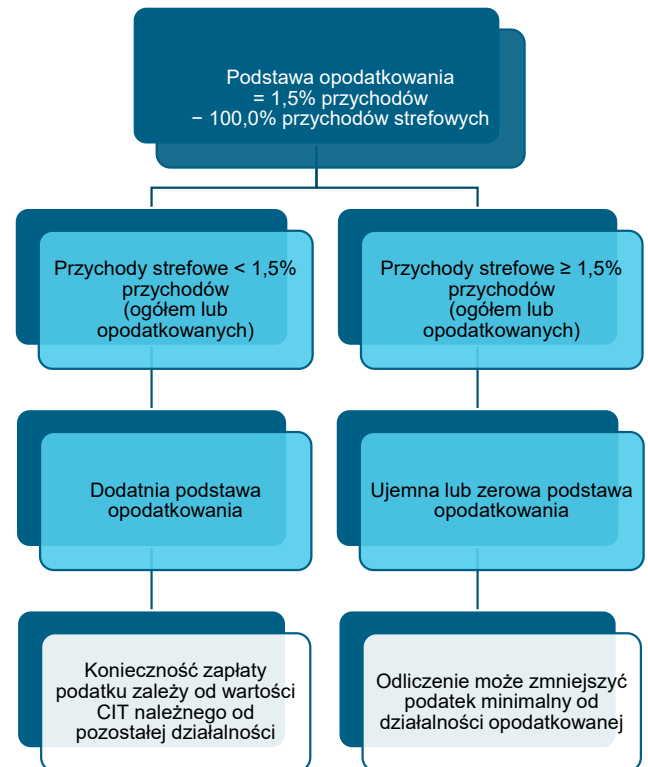 Podstawa opodatkowania
= 1,5% przychodów
− 100,0% przychodów strefowych
Przychody strefowe < 1,5%
przychodów
(ogółem lub
opodatkowanych)
Przychody strefowe ≥ 1,5%
przychodów
(ogółem lub
opodatkowanych)
Dodatnia podstawa
opodatkowania
Ujemna lub zerowa podstawa
opodatkowania
Konieczność zapłaty
podatku zależy od wartości
CIT należnego od
pozostałej działalności
Odliczenie może zmniejszyć
podatek minimalny od
działalności opodatkowanej